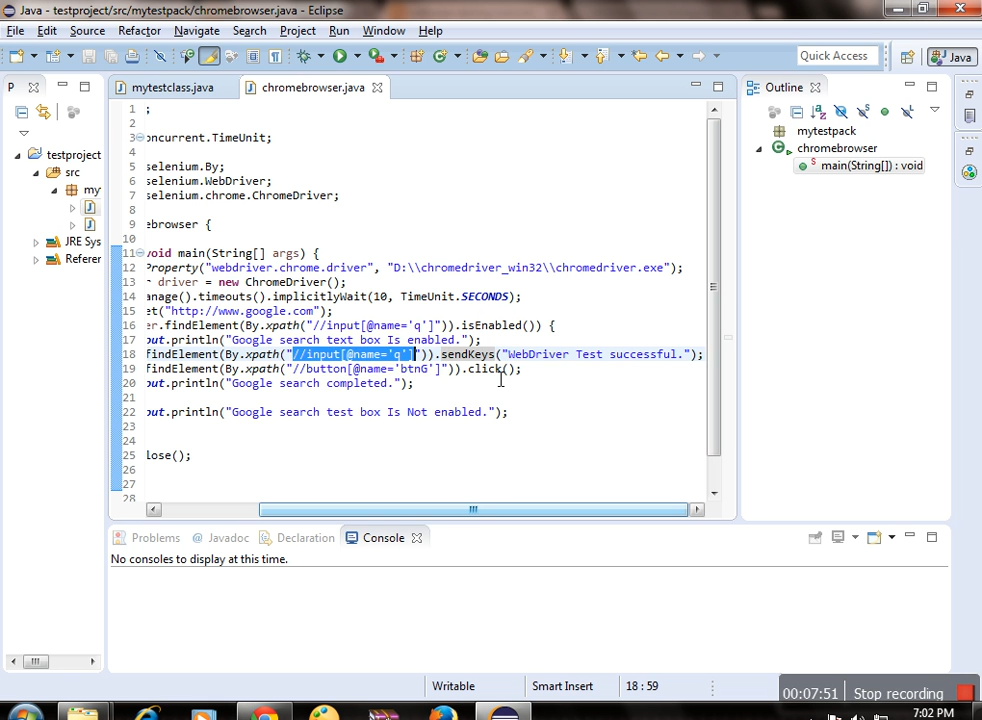 Java - testproject/src/mytestpack/chromebrowser.java - Eclipse
File Edit Source Refactor Navigate Search Project Run Window Help
Quick Access
Java
P
mytestclass.java
chromebrowser.java
Outline
testproject
src
my
JRE Sys
Referer
1 ;
2
3 oncurrent.TimeUnit;
4
5 selenium.By;
6 selenium.WebDriver;
7 selenium.chrome.ChromeDriver;
8
9 ebrowser {
10
11 void main(String[] args) {
12 Property("webdriver.chrome.driver", "D:\\chromedriver_win32\\chromedriver.exe");
13 r driver = new ChromeDriver();
14 anage().timeouts().implicitlyWait(10, TimeUnit.SECONDS);
15 et("http://www.google.com");
16 er.findElement(By.xpath("//input[@name='q']")).isEnabled()) {
17 out.println("Google search text box Is enabled.");
18 findElement(By.xpath("//input[@name='q']")).sendKeys("WebDriver Test successful.");
19 findElement(By.xpath("//button[@name='btnG']")).click();
20 out.println("Google search completed.");
21
22 out.println("Google search test box Is Not enabled.");
23
24
25 lose();
26
27
28
mytestpack
chromebrowser
main(String[]) : void
Problems
@ Javadoc
Declaration
Console
No consoles to display at this time.
Writable
Smart Insert
18 : 59
00:07:51
Stop recording
7:02 PM